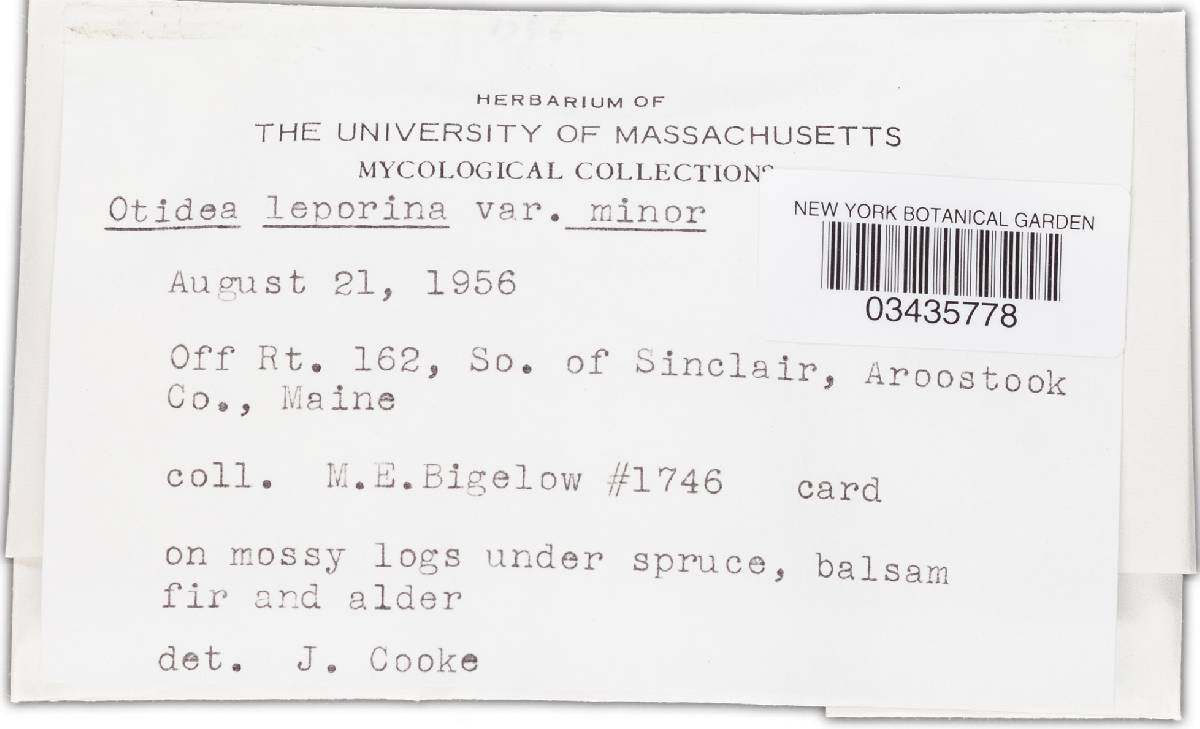 HERBARIUM OF
THE UNIVERSITY OF MASSACHUSETTS
MYCOLOGICAL COLLECTIONS
Otidea leporina var. minor
NEW YORK BOTANICAL GARDEN
03435778
August 21, 1956
Off Rt. 162, So. of Sinclair, Aroostook
Co., Maine
coll. M.E.Bigelow #1746 card
on mossy logs under spruce, balsam
fir and alder
det. J. Cooke